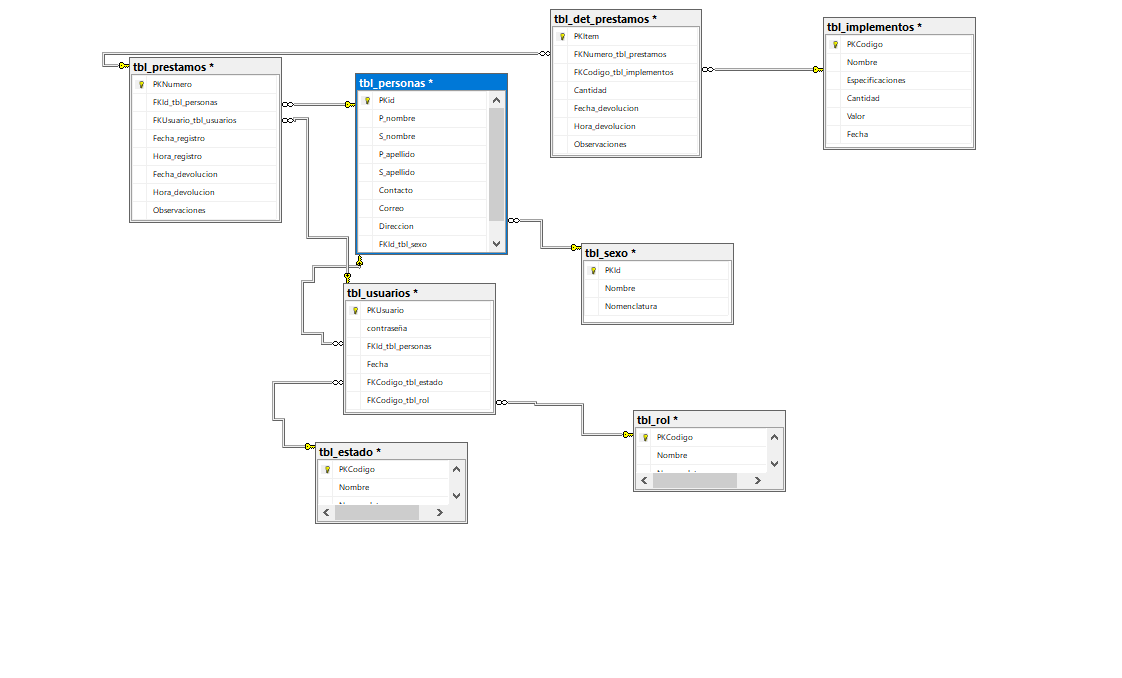 tbl_det_prestamos *
PKItem
FKNumero_tbl_prestamos
FKCodigo_tbl_implementos
Cantidad
Fecha_devolucion
Hora_devolucion
Observaciones
tbl_implementos *
PKCodigo
Nombre
Especificaciones
Cantidad
Valor
Fecha
tbl_prestamos *
PKNumero
FKId_tbl_personas
FKUsuario_tbl_usuarios
Fecha_registro
Hora_registro
Fecha_devolucion
Hora_devolucion
Observaciones
tbl_personas *
PKid
P_nombre
S_nombre
P_apellido
S_apellido
Contacto
Correo
Direccion
FKId_tbl_sexo
tbl_sexo *
PKId
Nombre
Nomenclatura
tbl_usuarios *
PKUsuario
contraseña
FKId_tbl_personas
Fecha
FKCodigo_tbl_estado
FKCodigo_tbl_rol
tbl_rol *
PKCodigo
Nombre
tbl_estado *
PKCodigo
Nombre